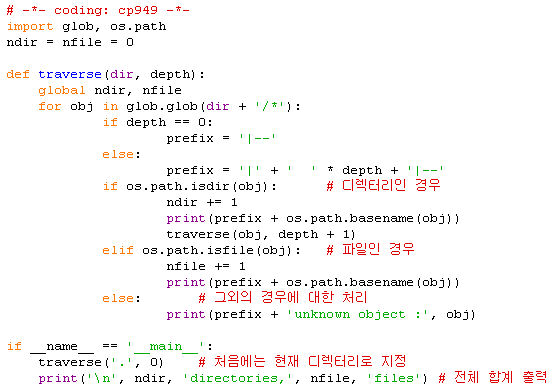 # -*- coding: cp949 -*-
import glob, os.path
ndir = nfile = 0

def traverse(dir, depth):
    global ndir, nfile
    for obj in glob.glob(dir + '/*'):
            if depth == 0:
                    prefix = '|--'
            else:
                    prefix = '|' + '  ' * depth + '|--'
            if os.path.isdir(obj):      # 디렉터리인 경우
                    ndir += 1
                    print(prefix + os.path.basename(obj))
                    traverse(obj, depth + 1)
            elif os.path.isfile(obj):   # 파일인 경우
                    nfile += 1
                    print(prefix + os.path.basename(obj))
            else:       # 그외의 경우에 대한 처리
                    print(prefix + 'unknown object :', obj)

if __name__ == '__main__':
    traverse('.', 0)    # 처음에는 현재 디렉터리로 지정
    print('\n', ndir, 'directories,', nfile, 'files') # 전체 합계 출력